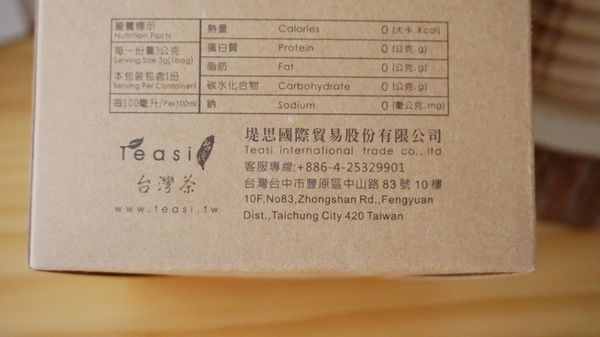 營養標示
Nutrition Facts
每一份量3公克
Serving Size 3g(1bag)
本包裝包含1份
Serving Per Container1
每100毫升/Per100ml
熱量 Calories 0 (大卡. Kcal)
蛋白質 Protein 0 (公克. g)
脂肪 Fat 0 (公克. g)
碳水化合物 Carbohydrate 0 (公克. g)
鈉 Sodium 0 (毫公克. mg)
Teasi
台灣茶
www.teasi.tw
堤思國際貿易股份有限公司
Teasi international trade co., ltd
客服專線:+886-4-25329901
台灣台中市豐原區中山路 83 號 10 樓
10F,No83,Zhongshan Rd.,Fengyuan
Dist.,Taichung City 420 Taiwan